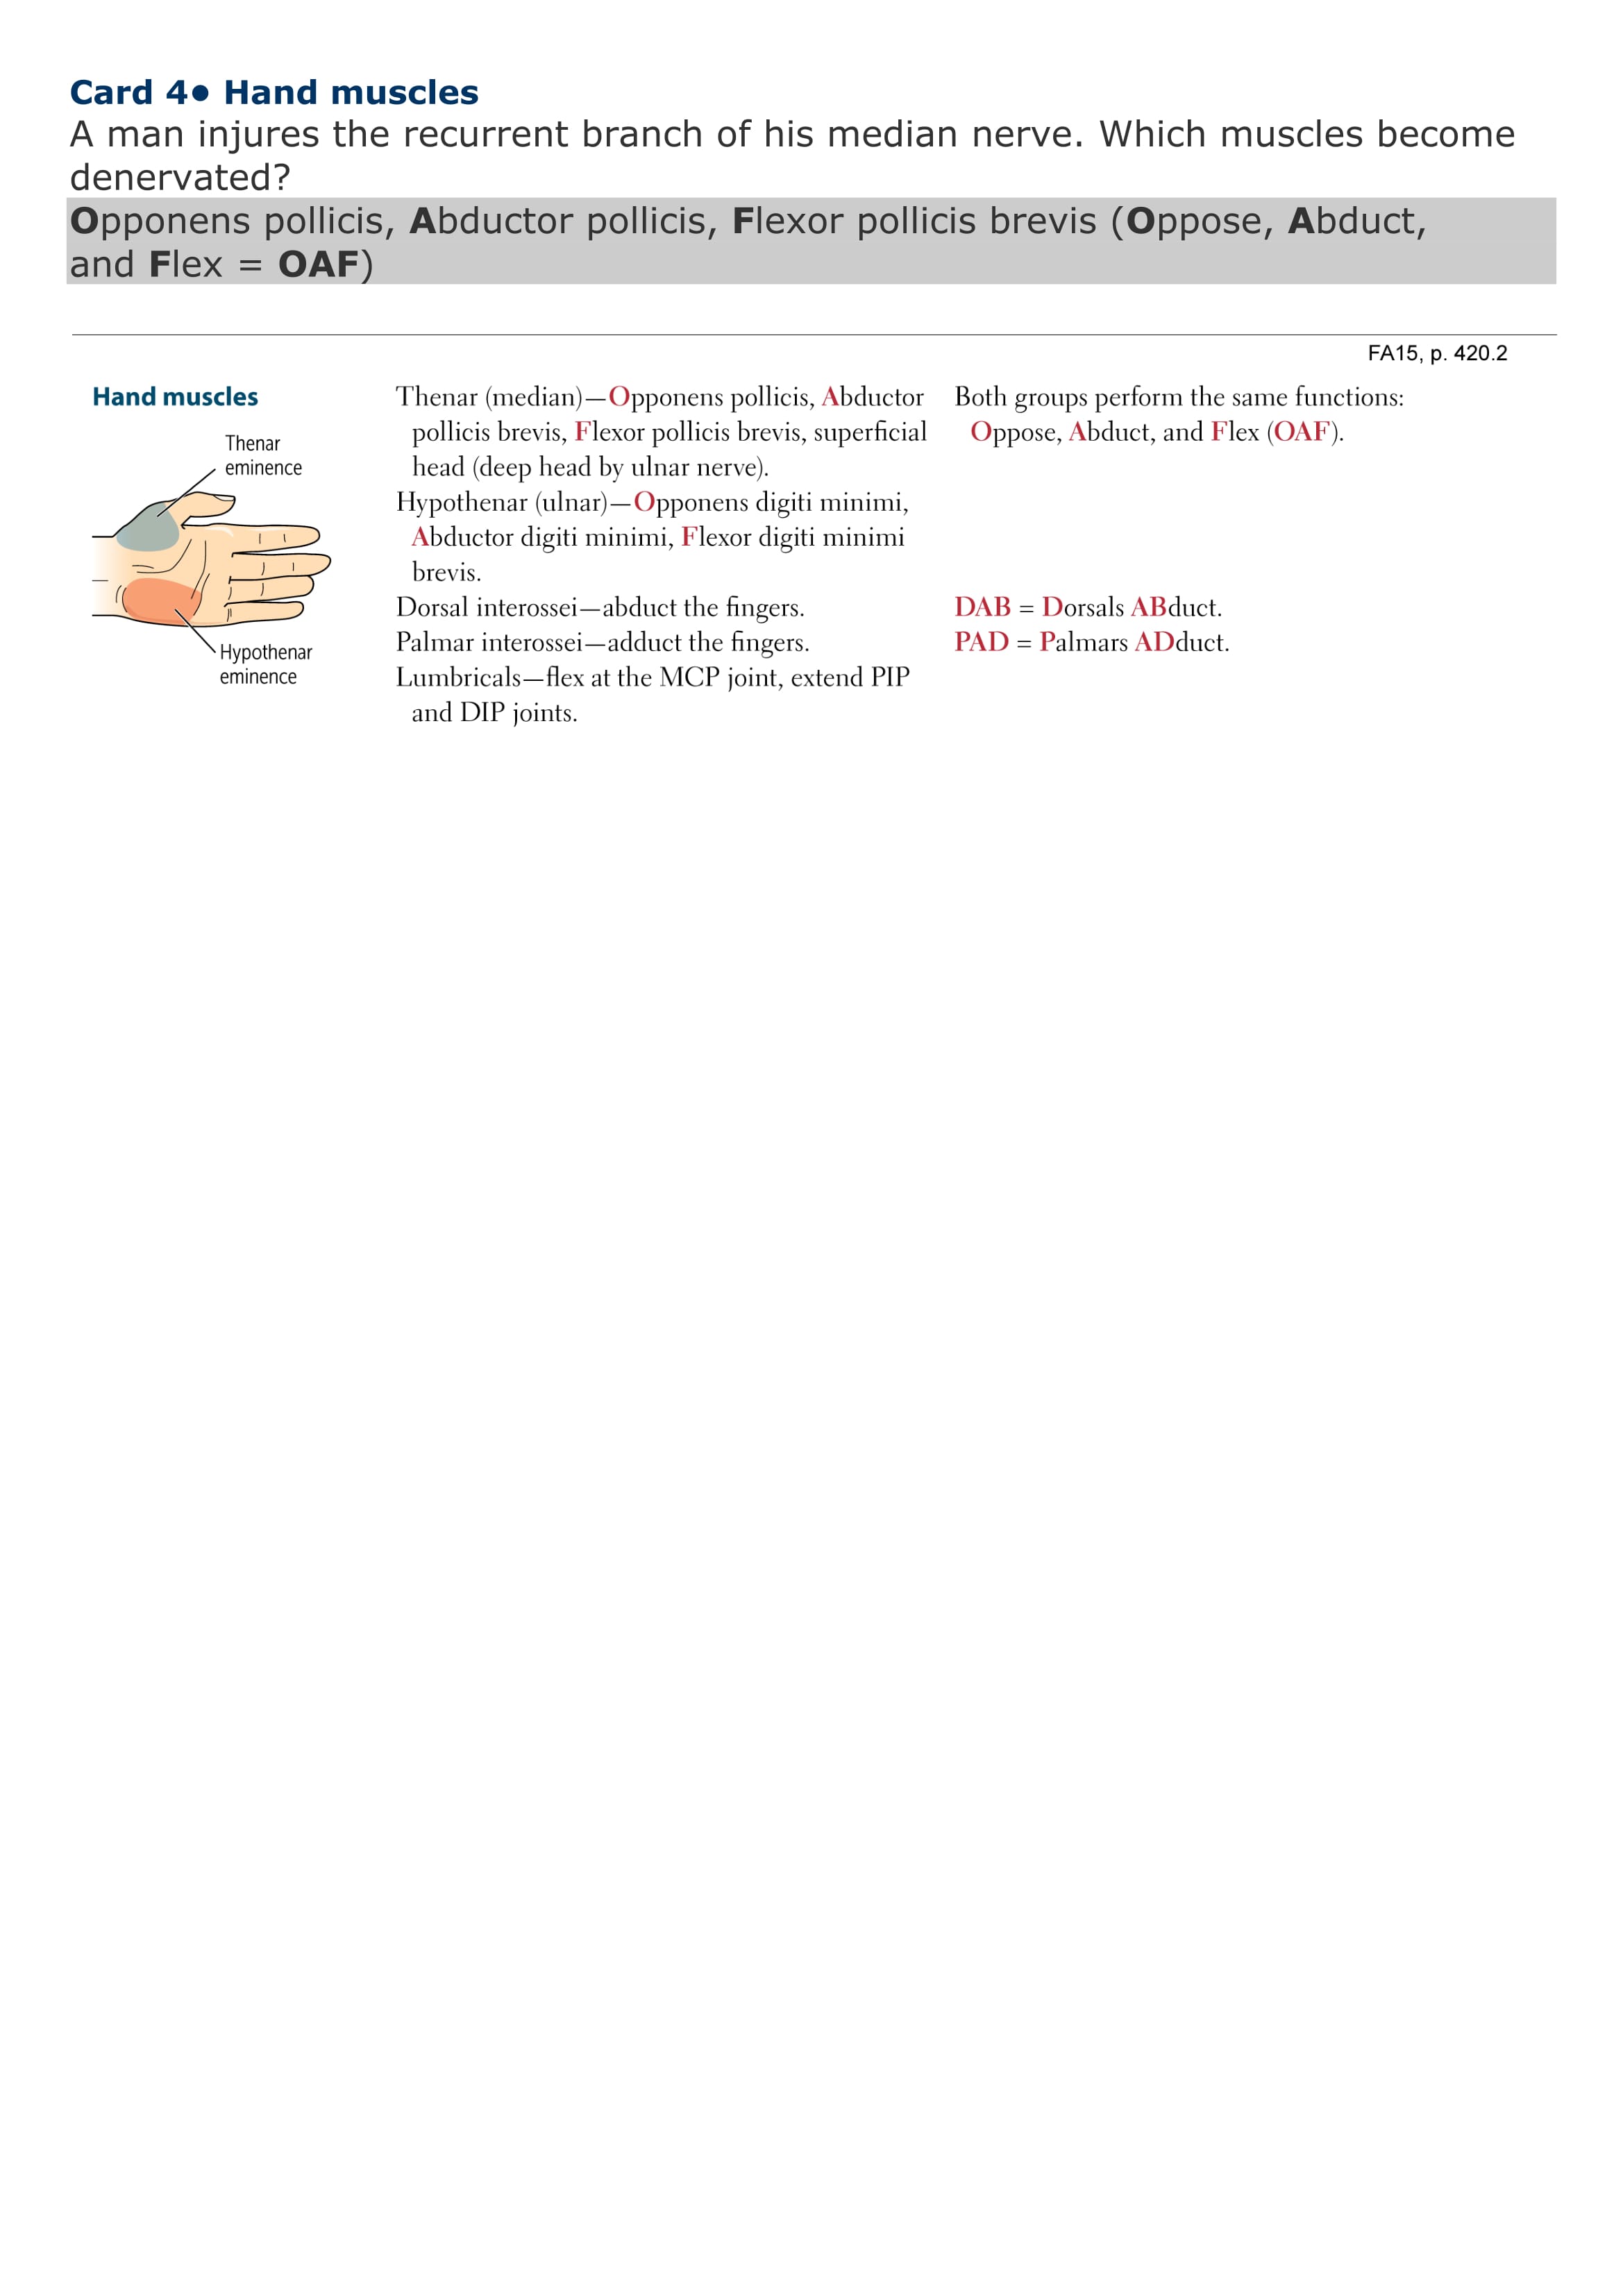 Card 4● Hand muscles
A man injures the recurrent branch of his median nerve. Which muscles become
denervated?
Opponens pollicis, Abductor pollicis, Flexor pollicis brevis (Oppose, Abduct,
and Flex = OAF)
FA15, p. 420.2
Hand muscles
Thenar
eminence
Hypothenar
eminence
Thenar (median)—Opponens pollicis, Abductor
pollicis brevis, Flexor pollicis brevis, superficial
head (deep head by ulnar nerve).
Hypothenar (ulnar)—Opponens digiti minimi,
Abductor digiti minimi, Flexor digiti minimi
brevis.
Dorsal interossei—abduct the fingers.
Palmar interossei—adduct the fingers.
Lumbricals—flex at the MCP joint, extend PIP
and DIP joints.
Both groups perform the same functions:
Oppose, Abduct, and Flex (OAF).
DAB = Dorsals ABduct.
PAD = Palmars ADduct.